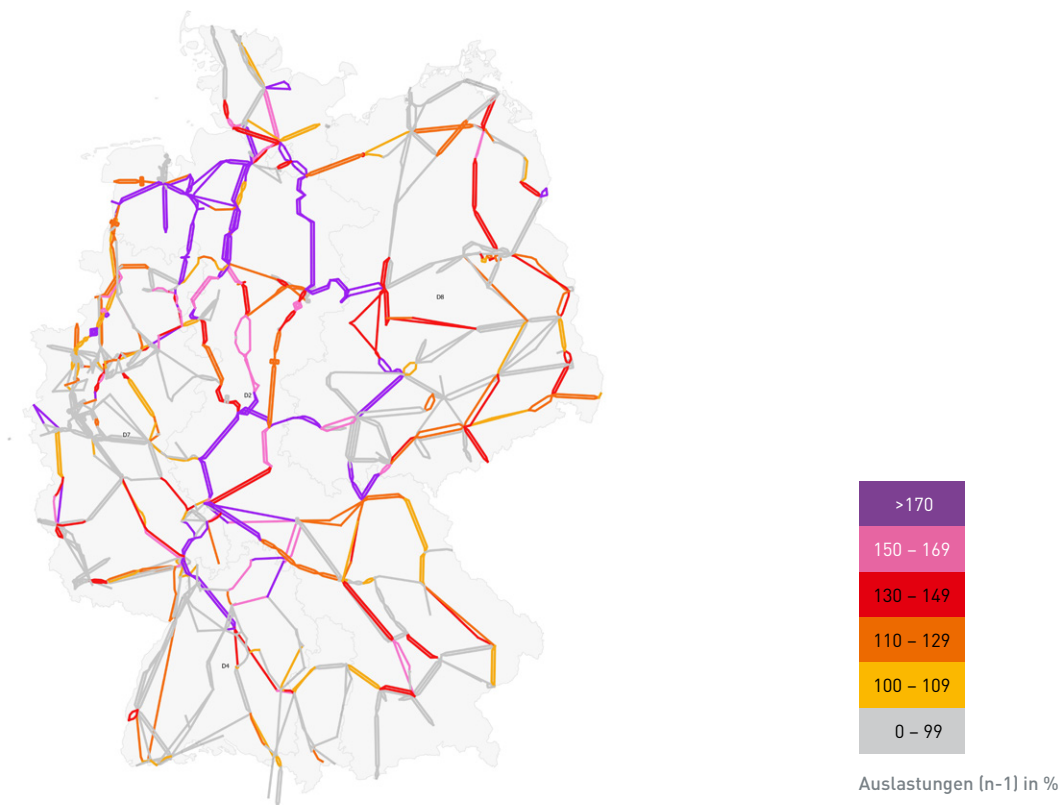 D8
D2
D7
D4
>170
150 – 169
130 – 149
110 – 129
100 – 109
0 – 99
Auslastungen (n-1) in %